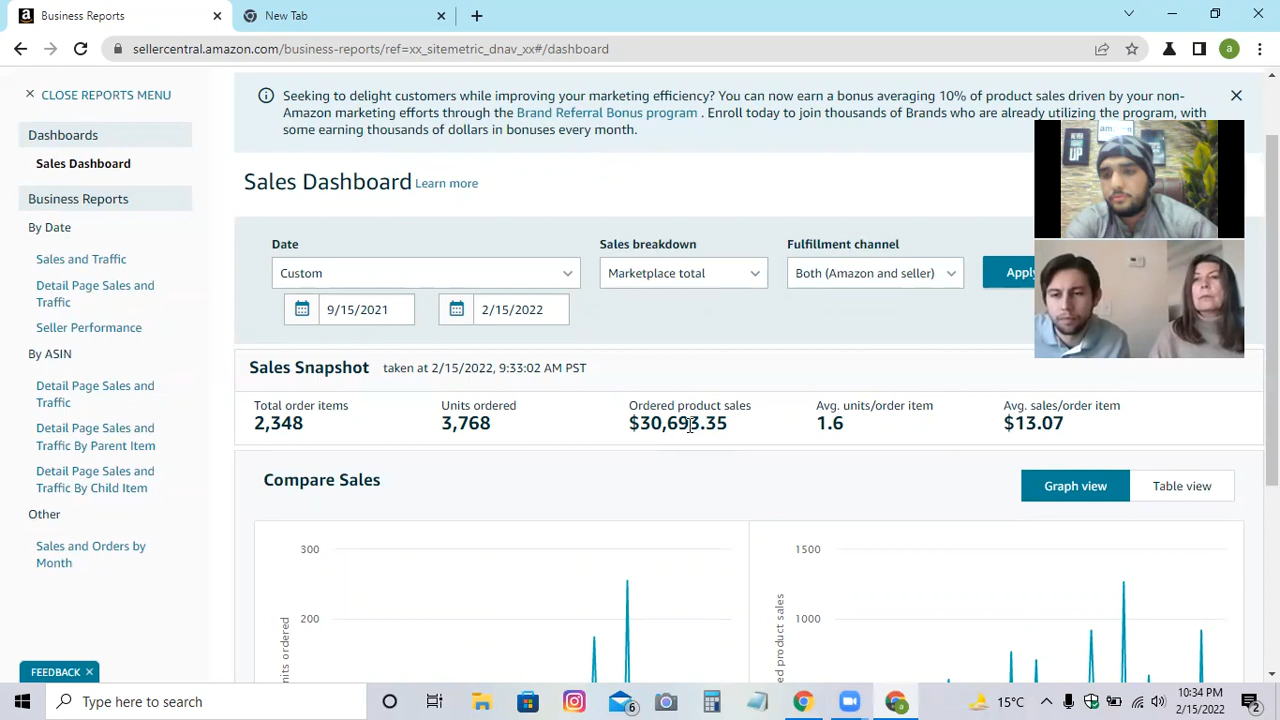 Business Reports
New Tab
sellercentral.amazon.com/business-reports/ref=xx_sitemetric_dnav_xx#/dashboard
a
CLOSE REPORTS MENU
Dashboards
Sales Dashboard
Business Reports
By Date
Sales and Traffic
Detail Page Sales and
Traffic
Seller Performance
By ASIN
Detail Page Sales and
Traffic
Detail Page Sales and
Traffic By Parent Item
Detail Page Sales and
Traffic By Child Item
Other
Sales and Orders by
Month
FEEDBACK
Seeking to delight customers while improving your marketing efficiency? You can now earn a bonus averaging 10% of product sales driven by your non-
Amazon marketing efforts through the Brand Referral Bonus program . Enroll today to join thousands of Brands who are already utilizing the program, with
some earning thousands of dollars in bonuses every month.
Sales Dashboard Learn more
Date
Custom
9/15/2021
2/15/2022
Sales breakdown
Marketplace total
Fulfillment channel
Both (Amazon and seller)
Apply
Sales Snapshot taken at 2/15/2022, 9:33:02 AM PST
Total order items
2,348
Units ordered
3,768
Ordered product sales
$30,693.35
Avg. units/order item
1.6
Avg. sales/order item
$13.07
Compare Sales
Graph view
Table view
300
200
1500
1000
Type here to search
6
15°C
10:34 PM
2/15/2022
2